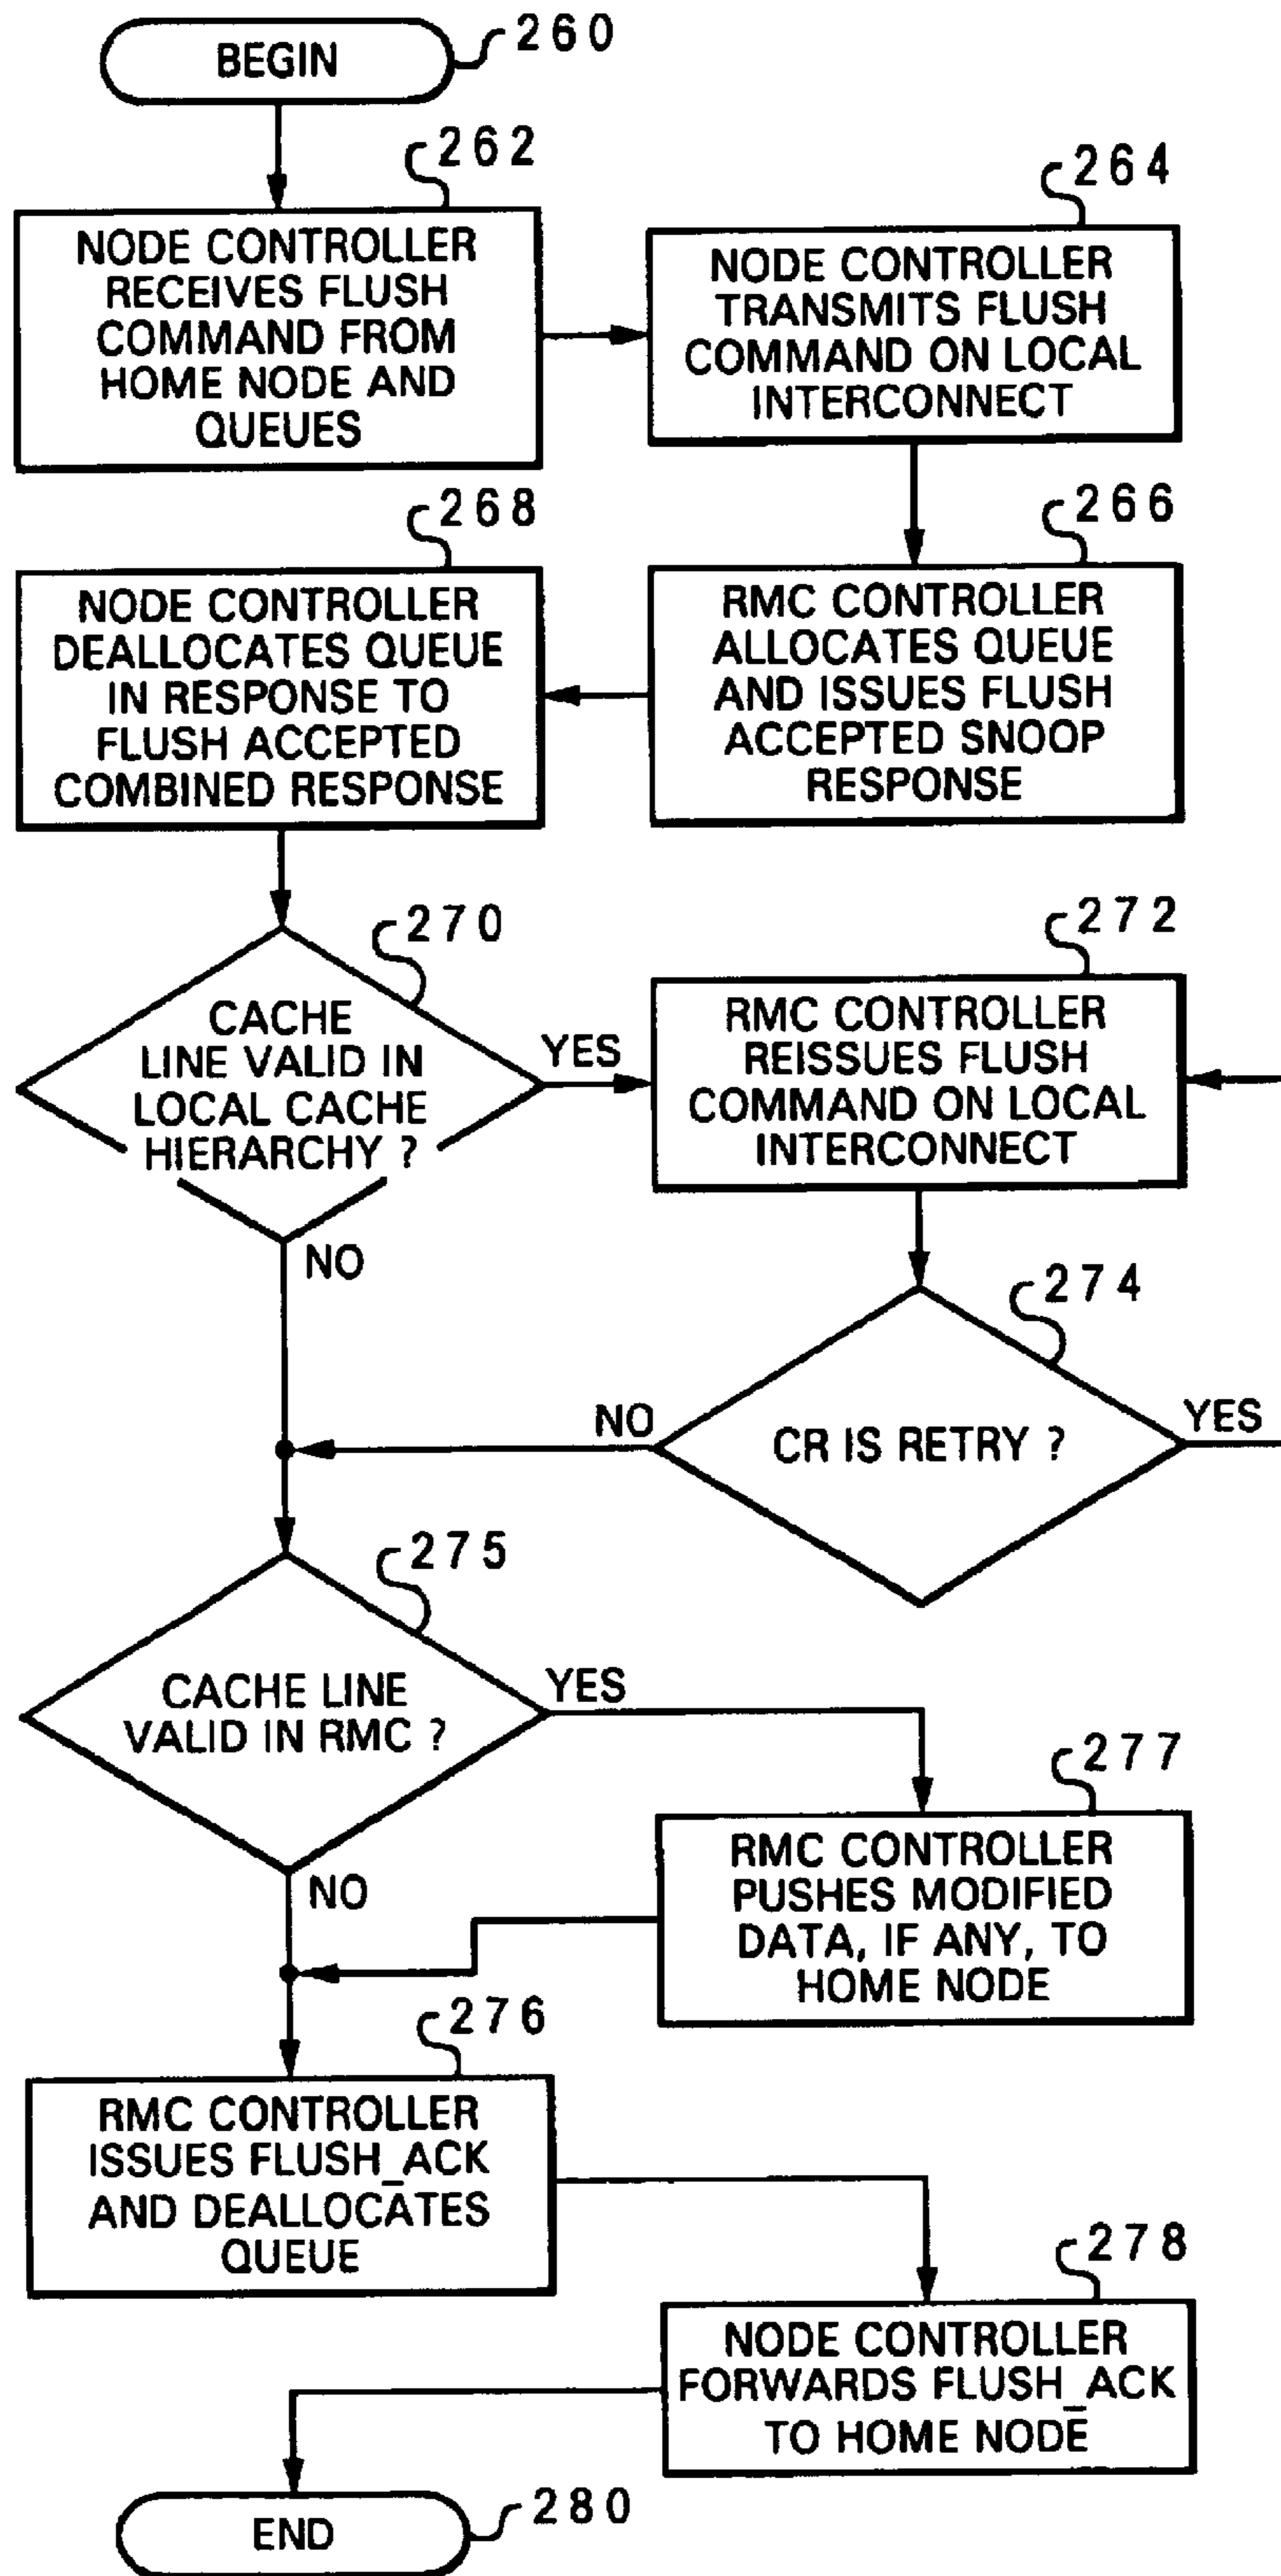 BEGIN
260
262
NODE CONTROLLER
RECEIVES FLUSH
COMMAND FROM
HOME NODE AND
QUEUES
264
NODE CONTROLLER
TRANSMITS FLUSH
COMMAND ON LOCAL
INTERCONNECT
266
RMC CONTROLLER
ALLOCATES QUEUE
AND ISSUES FLUSH
ACCEPTED SNOOP
RESPONSE
268
NODE CONTROLLER
DEALLOCATES QUEUE
IN RESPONSE TO
FLUSH ACCEPTED
COMBINED RESPONSE
270
CACHE
LINE VALID IN
LOCAL CACHE
HIERARCHY ?
YES
NO
272
RMC CONTROLLER
REISSUES FLUSH
COMMAND ON LOCAL
INTERCONNECT
274
CR IS RETRY ?
NO
YES
275
CACHE LINE
VALID IN RMC ?
YES
NO
277
RMC CONTROLLER
PUSHES MODIFIED
DATA, IF ANY, TO
HOME NODE
276
RMC CONTROLLER
ISSUES FLUSH_ACK
AND DEALLOCATES
QUEUE
278
NODE CONTROLLER
FORWARDS FLUSH_ACK
TO HOME NODE
END
280